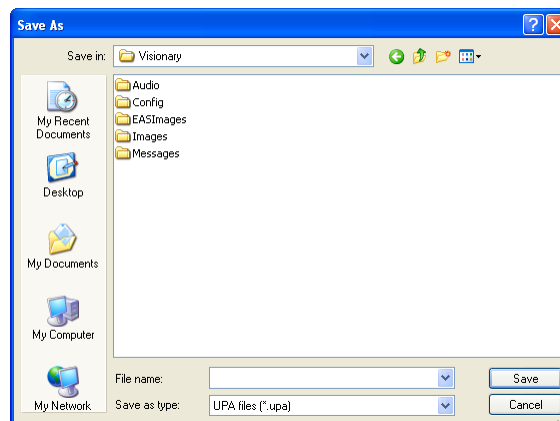 Save As
Save in: Visionary
Audio
Config
EASImages
Images
Messages
My Recent
Documents
Desktop
My Documents
My Computer
My Network
File name:
Save
Save as type: UPA files (*.upa)
Cancel